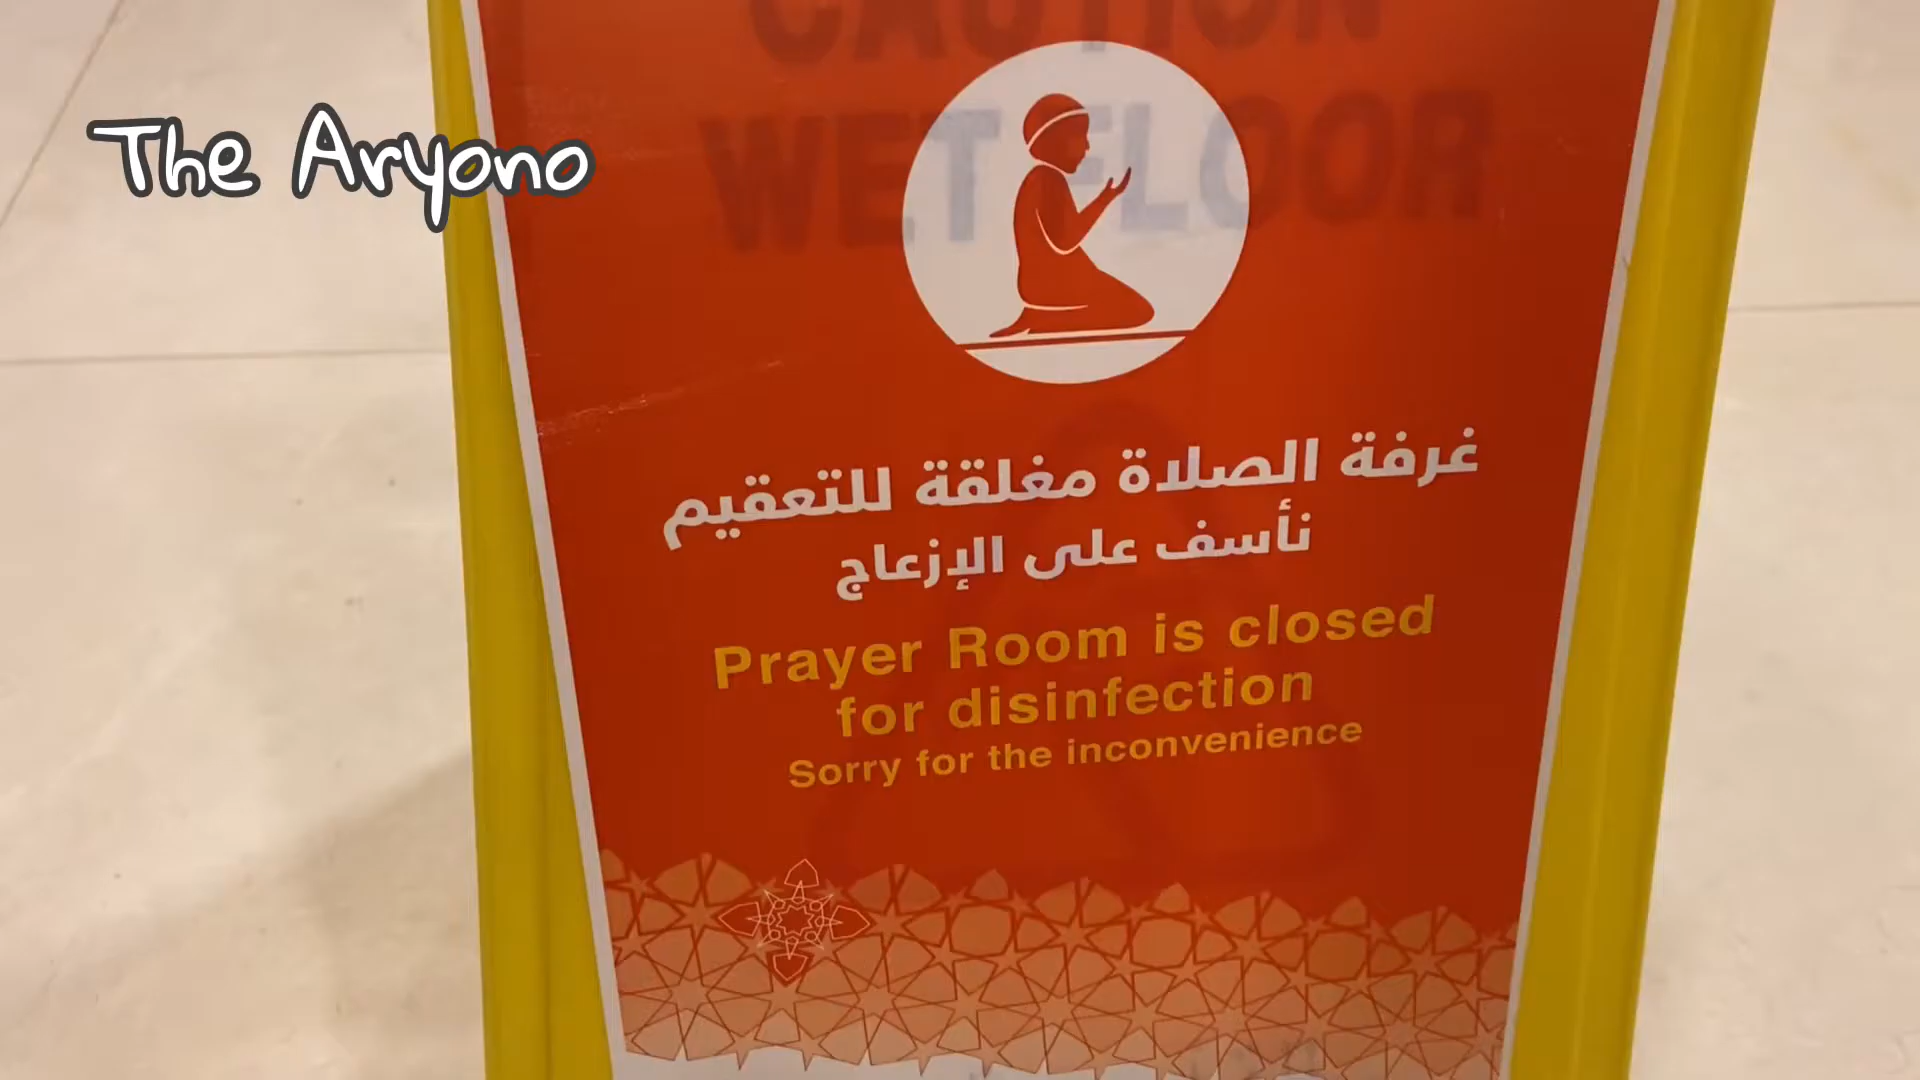 CAUTION
WET FLOOR
The Aryono
غرفة الصلاة مغلقة للتعقيم
نأسف على الإزعاج
Prayer Room is closed
for disinfection
Sorry for the inconvenience